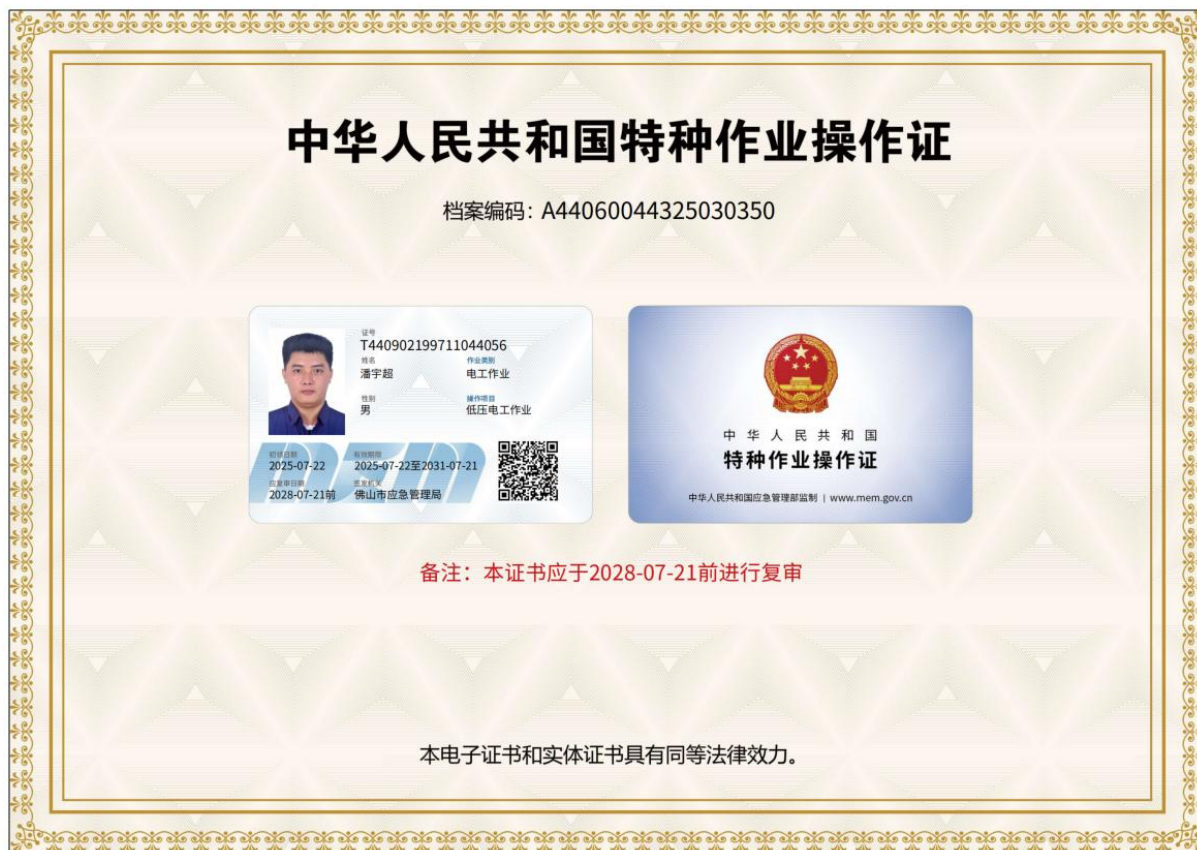 中华人民共和国特种作业操作证
档案编码：A44060044325030350
证号
T440902199711044056
姓名 作业类别
潘宇超 电工作业
性别 操作项目
男 低压电工作业
初领日期 有效期限
2025-07-22 2025-07-22至2031-07-21
应复审日期 签发机关
2028-07-21前 佛山市应急管理局
中华人民共和国
特种作业操作证
中华人民共和国应急管理部监制 | www.mem.gov.cn
备注：本证书应于2028-07-21前进行复审
本电子证书和实体证书具有同等法律效力。